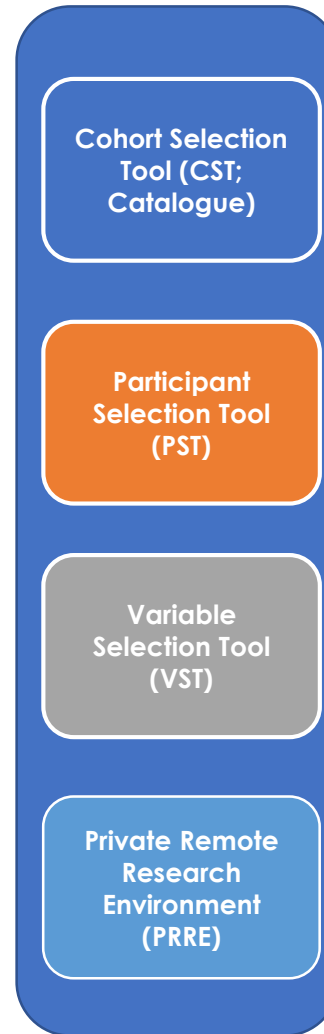 Cohort Selection
Tool (CST;
Catalogue)
Participant
Selection Tool
(PST)
Variable
Selection Tool
(VST)
Private Remote
Research
Environment
(PRRE)